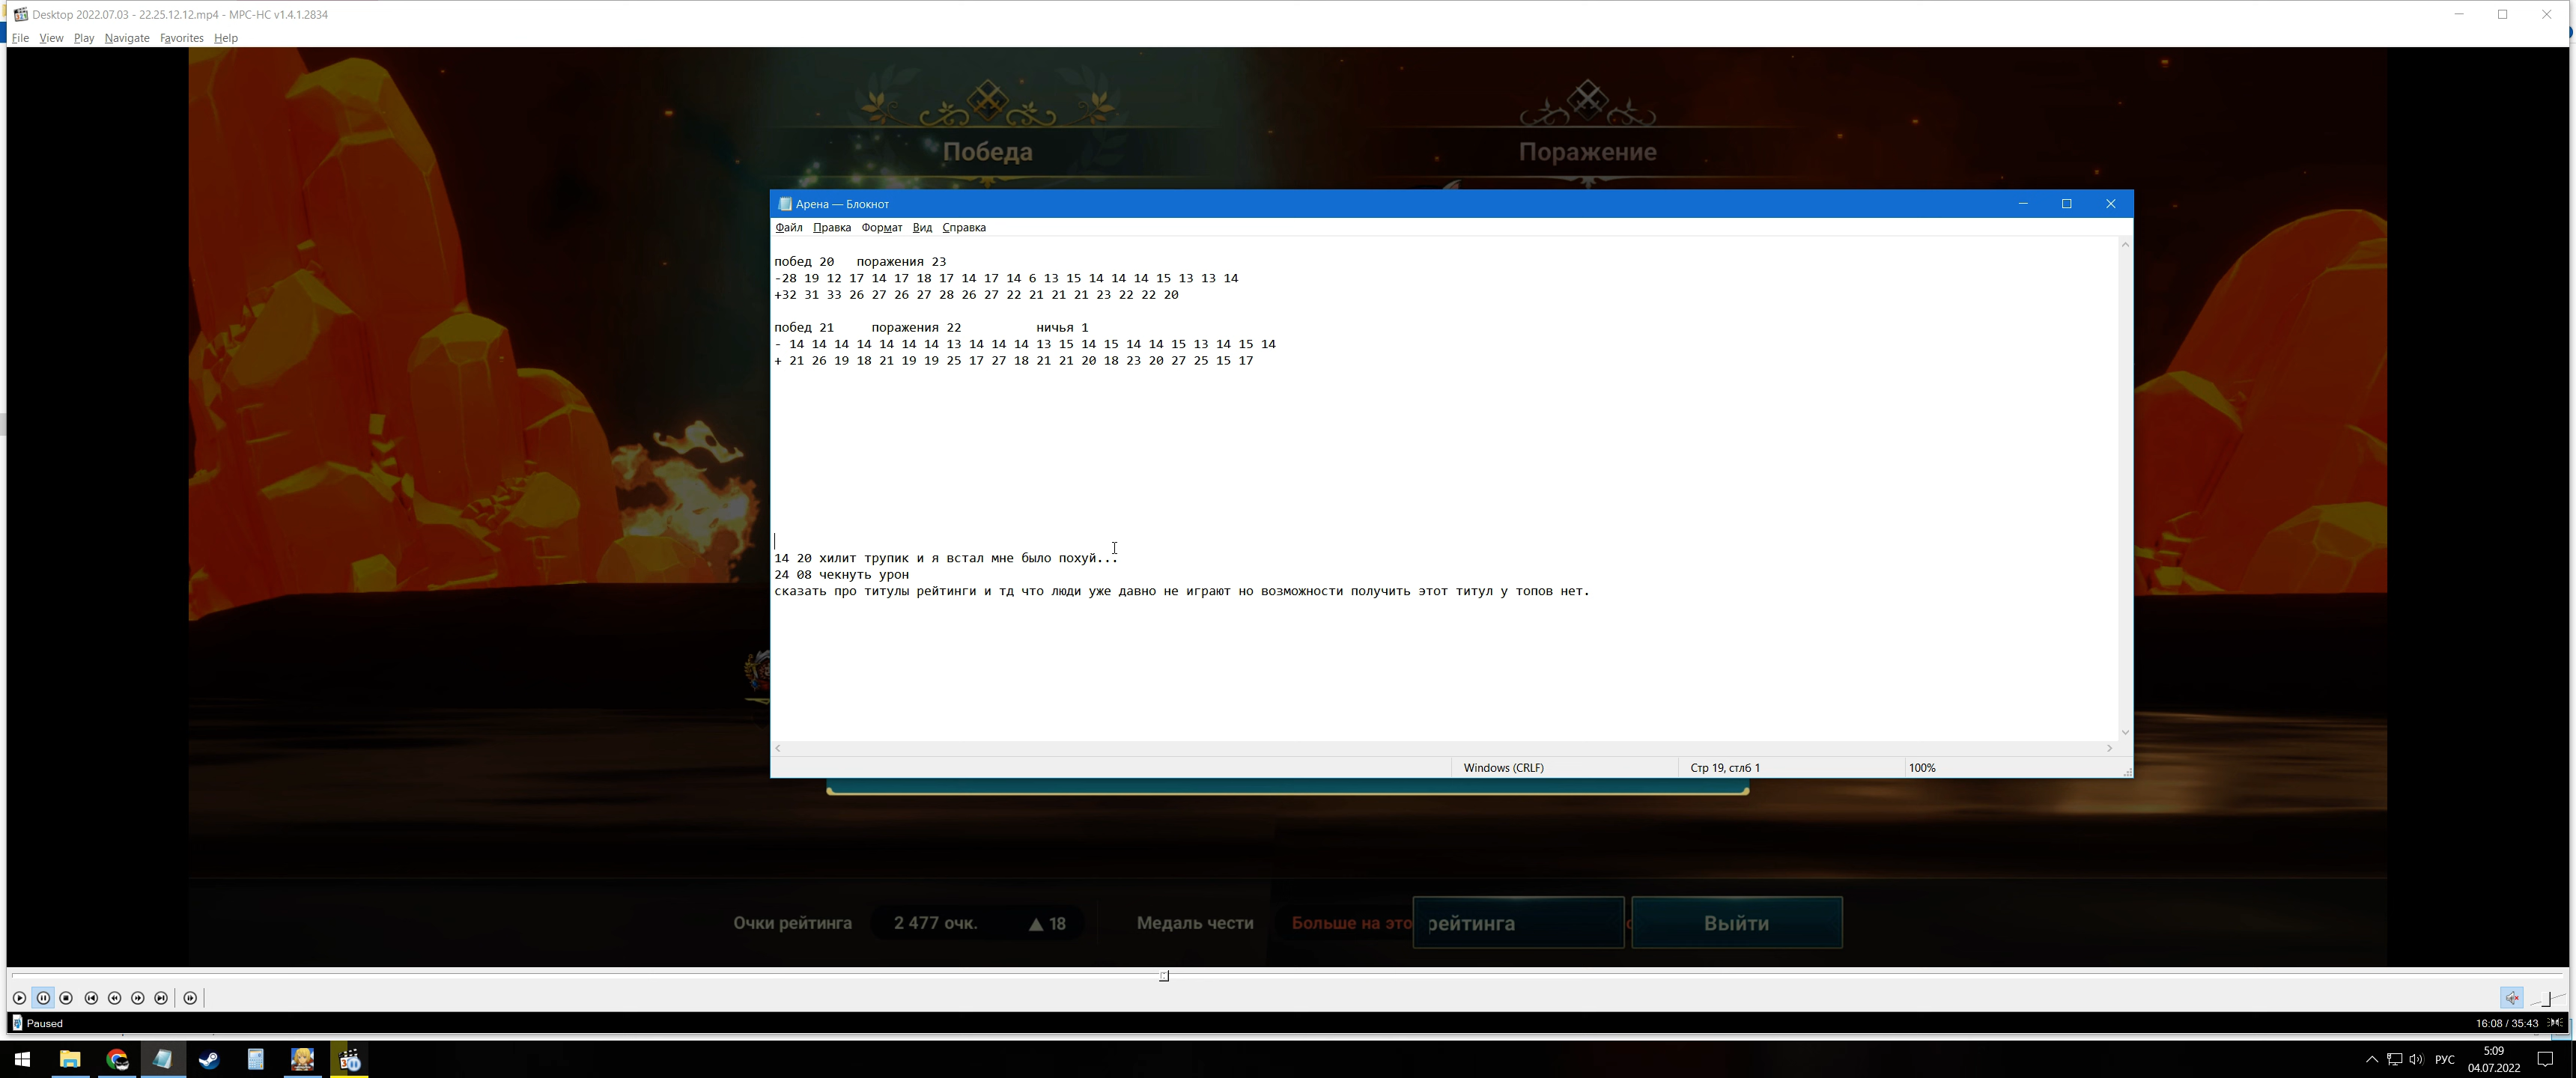 Desktop 2022.07.03 - 22.25.12.12.mp4 - MPC-HC v1.4.1.2834
File View Play Navigate Favorites Help
Победа Поражение
Арена — Блокнот
Файл Правка Формат Вид Справка
побед 20 поражения 23
-28 19 12 17 14 17 18 17 14 17 14 6 13 15 14 14 14 15 13 13 14
+32 31 33 26 27 26 27 28 26 27 22 21 21 21 23 22 22 20
побед 21 поражения 22 ничья 1
- 14 14 14 14 14 14 14 13 14 14 14 13 15 14 15 14 14 15 13 14 15 14
+ 21 26 19 18 21 19 19 25 17 27 18 21 21 20 18 23 20 27 25 15 17
14 20 хилит трупик и я встал мне было похуй...
24 08 чекнуть урон
сказать про титулы рейтинги и тд что люди уже давно не играют но возможности получить этот титул у топов нет.
Windows (CRLF) Стр 19, стлб 1 100%
Очки рейтинга 2 477 очк. ▲ 18 Медаль чести Больше на это рейтинга Выйти
Paused 16:08 / 35:43
РУС 5:09
04.07.2022